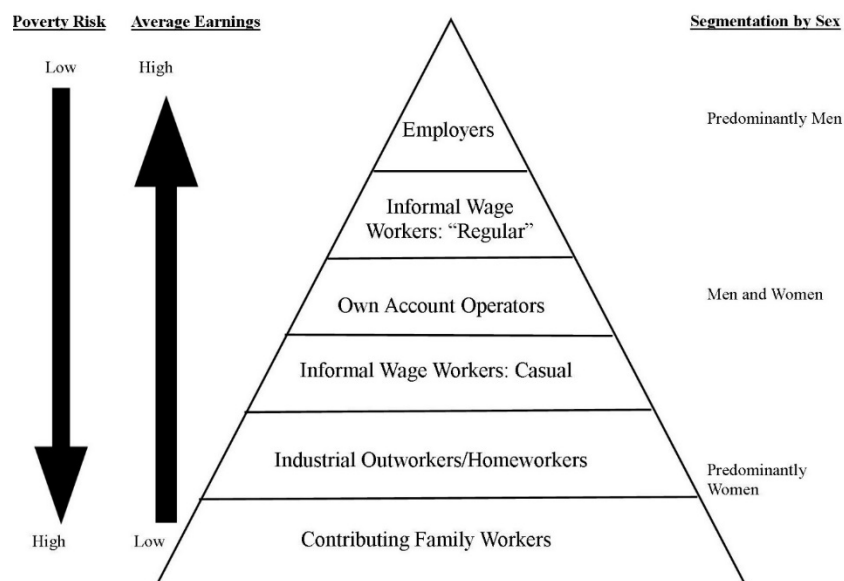 Poverty Risk
Average Earnings
Segmentation by Sex
Low
High
Employers
Predominantly Men
Informal Wage
Workers: “Regular”
Own Account Operators
Men and Women
Informal Wage Workers: Casual
Industrial Outworkers/Homeworkers
Predominantly
Women
High
Low
Contributing Family Workers